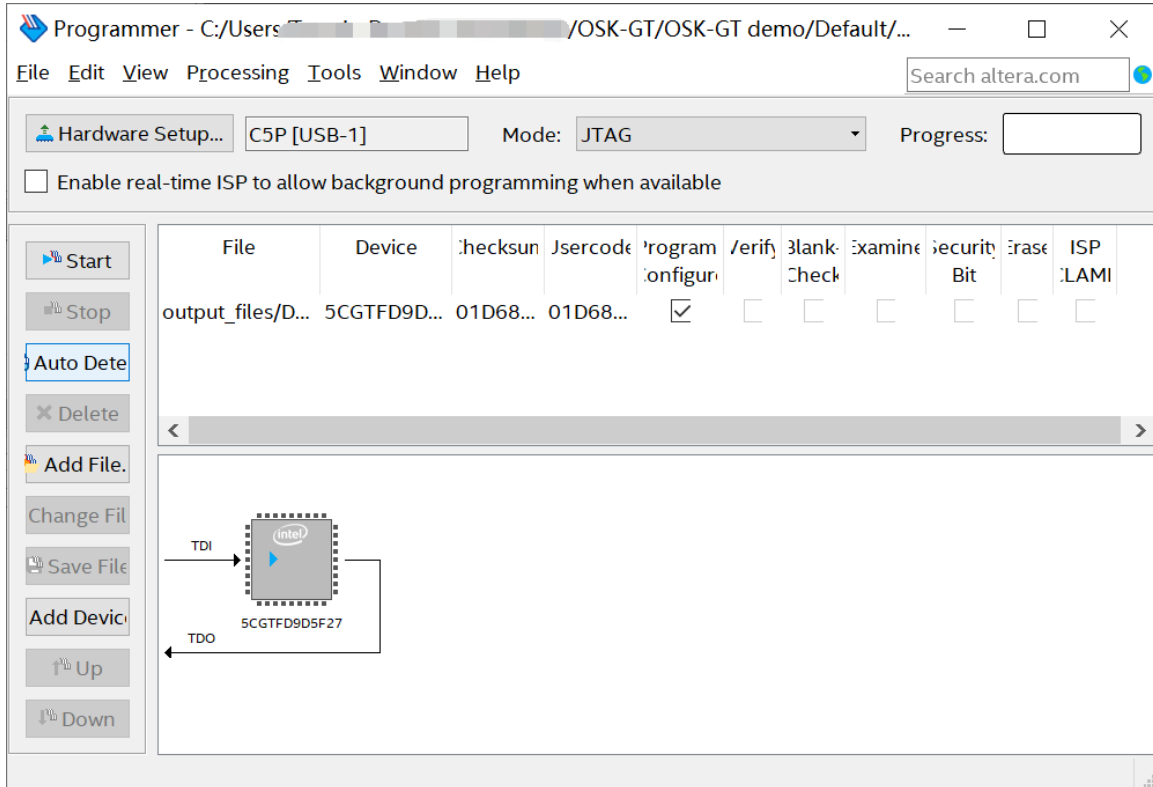 Programmer - C:/Users /OSK-GT/OSK-GT demo/Default/...
File Edit View Processing Tools Window Help
Search altera.com
Hardware Setup... C5P [USB-1] Mode: JTAG Progress:
Enable real-time ISP to allow background programming when available
File Device Checksum Usercode Program Verify Blank- Examine Security Erase ISP
Configure Check Bit CLAMP
Start
output_files/D... 5CGTFD9D... 01D68... 01D68...
Stop
Auto Dete
Delete
Add File.
Change Fil
Save File
Add Devic
Up
Down
intel
TDI
5CGTFD9D5F27
TDO